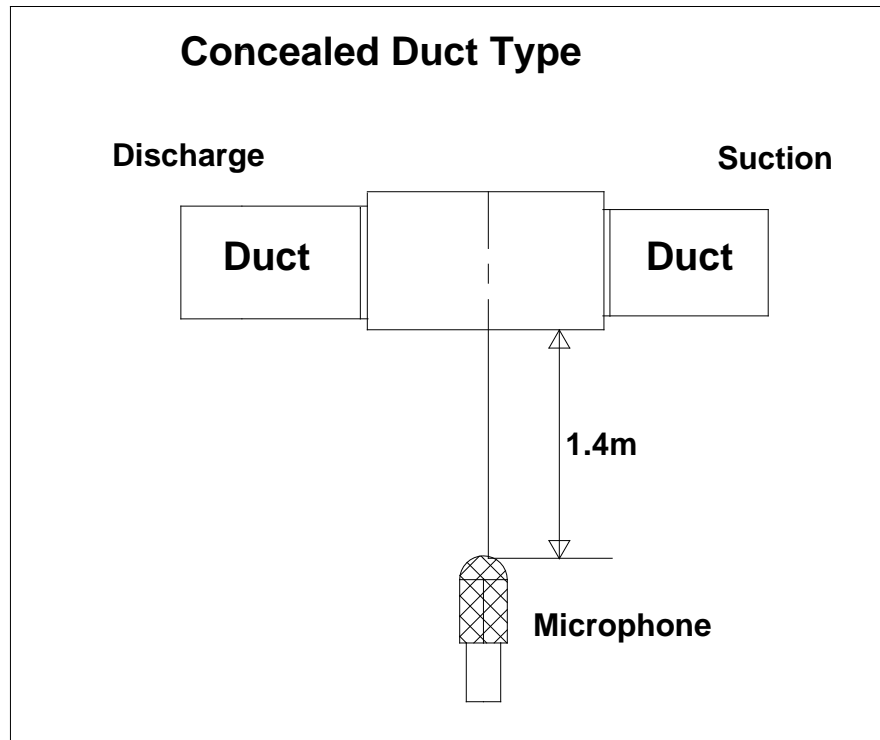 Concealed Duct Type
Discharge
Suction
Duct
Duct
1.4m
Microphone